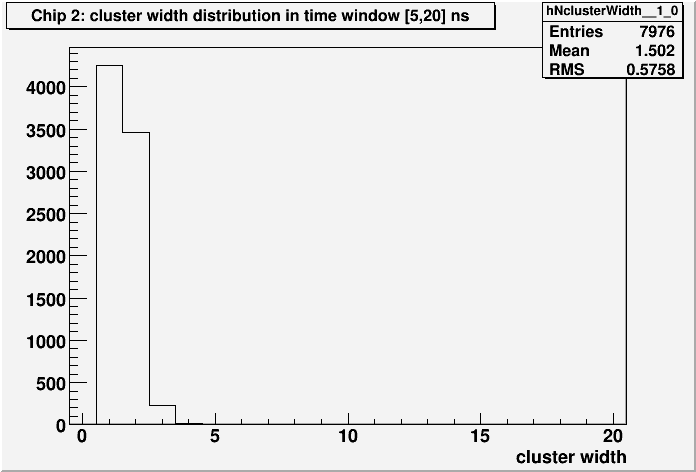 Chip 2: cluster width distribution in time window [5,20] ns
hNclusterWidth__1_0
Entries 7976
Mean 1.502
RMS 0.5758
4000
3500
3000
2500
2000
1500
1000
500
0
0 5 10 15 20
cluster width